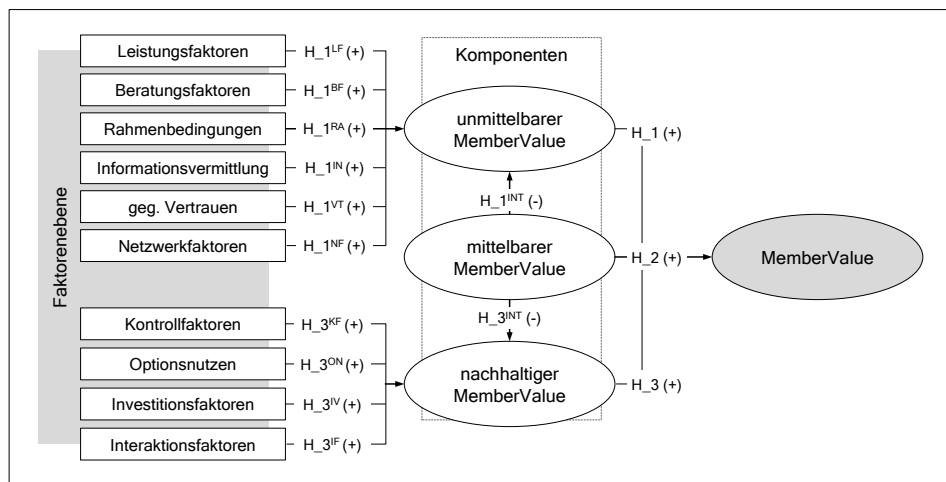 Faktorenebene
Leistungsfaktoren
H_1LF (+)
Beratungsfaktoren
H_1BF (+)
Rahmenbedingungen
H_1RA (+)
Informationsvermittlung
H_1IN (+)
geg. Vertrauen
H_1VT (+)
Netzwerkfaktoren
H_1NF (+)
Kontrollfaktoren
H_3KF (+)
Optionsnutzen
H_3ON (+)
Investitionsfaktoren
H_3IV (+)
Interaktionsfaktoren
H_3IF (+)
Komponenten
unmittelbarer
MemberValue
H_1INT (-)
mittelbarer
MemberValue
H_3INT (-)
nachhaltiger
MemberValue
H_1 (+)
H_2 (+)
H_3 (+)
MemberValue